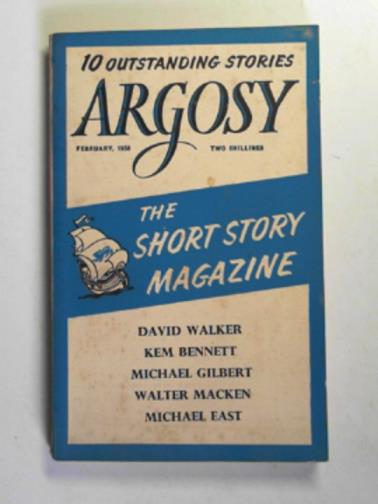 10 OUTSTANDING STORIES
ARGOSY
FEBRUARY, 1958 TWO SHILLINGS
THE
SHORT STORY
MAGAZINE
DAVID WALKER
KEM BENNETT
MICHAEL GILBERT
WALTER MACKEN
MICHAEL EAST